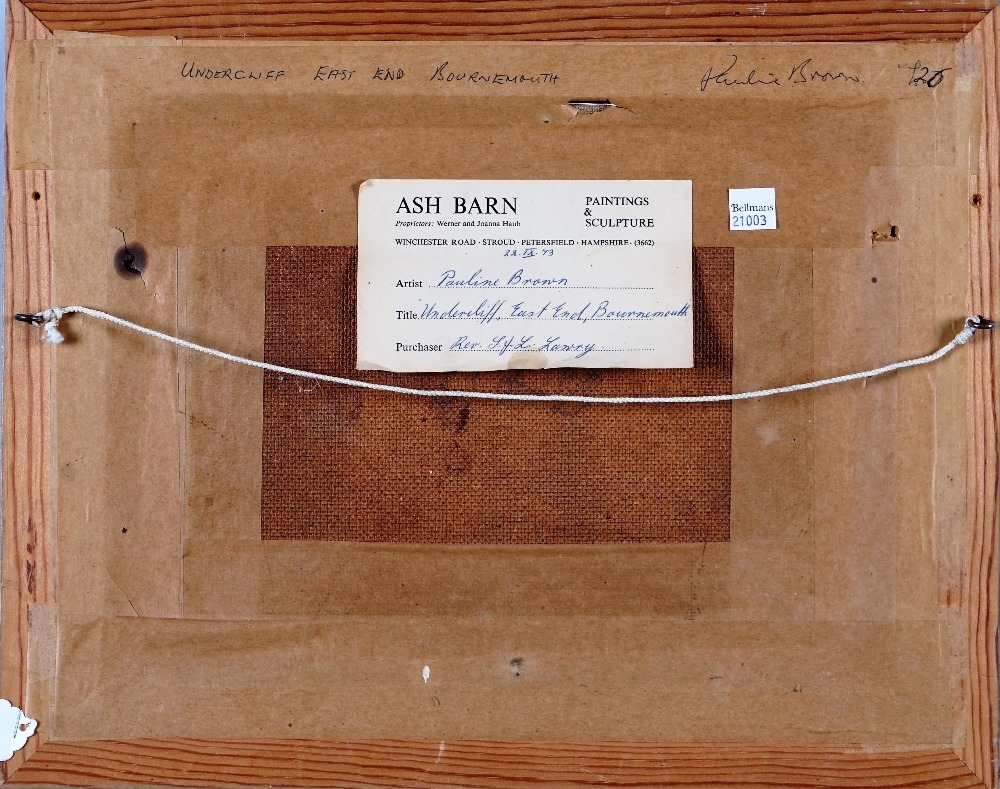 UNDERCLIFF EAST END BOURNEMOUTH Pauline Brown
ASH BARN
Proprietors: Werner and Joanna Haub
PAINTINGS
&
SCULPTURE
WINCHESTER ROAD · STROUD · PETERSFIELD · HAMPSHIRE · (3662)
22·IX·73
Artist Pauline Brown
Title Undercliff, East End, Bournemouth
Purchaser Rev. Lowry
Bellmans
21003